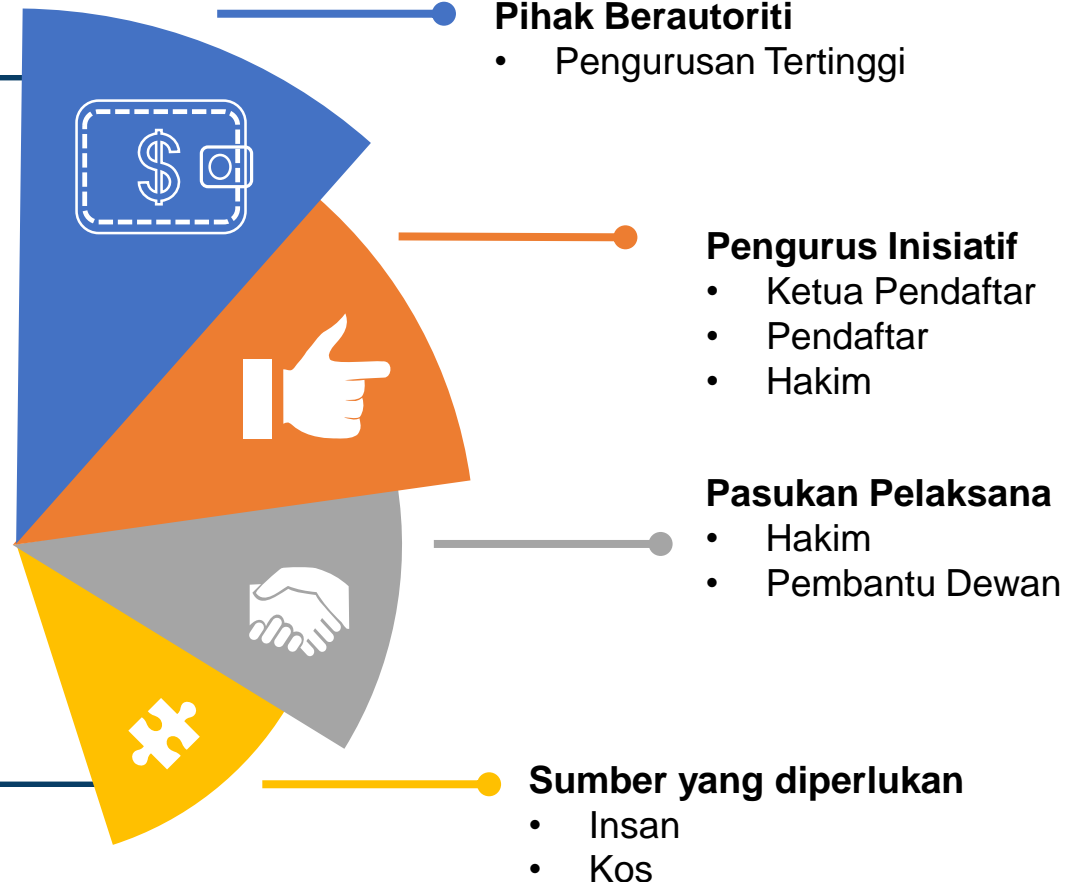 Pihak Berautoriti
• Pengurusan Tertinggi
Pengurus Inisiatif
• Ketua Pendaftar
• Pendaftar
• Hakim
Pasukan Pelaksana
• Hakim
• Pembantu Dewan
Sumber yang diperlukan
• Insan
• Kos
$